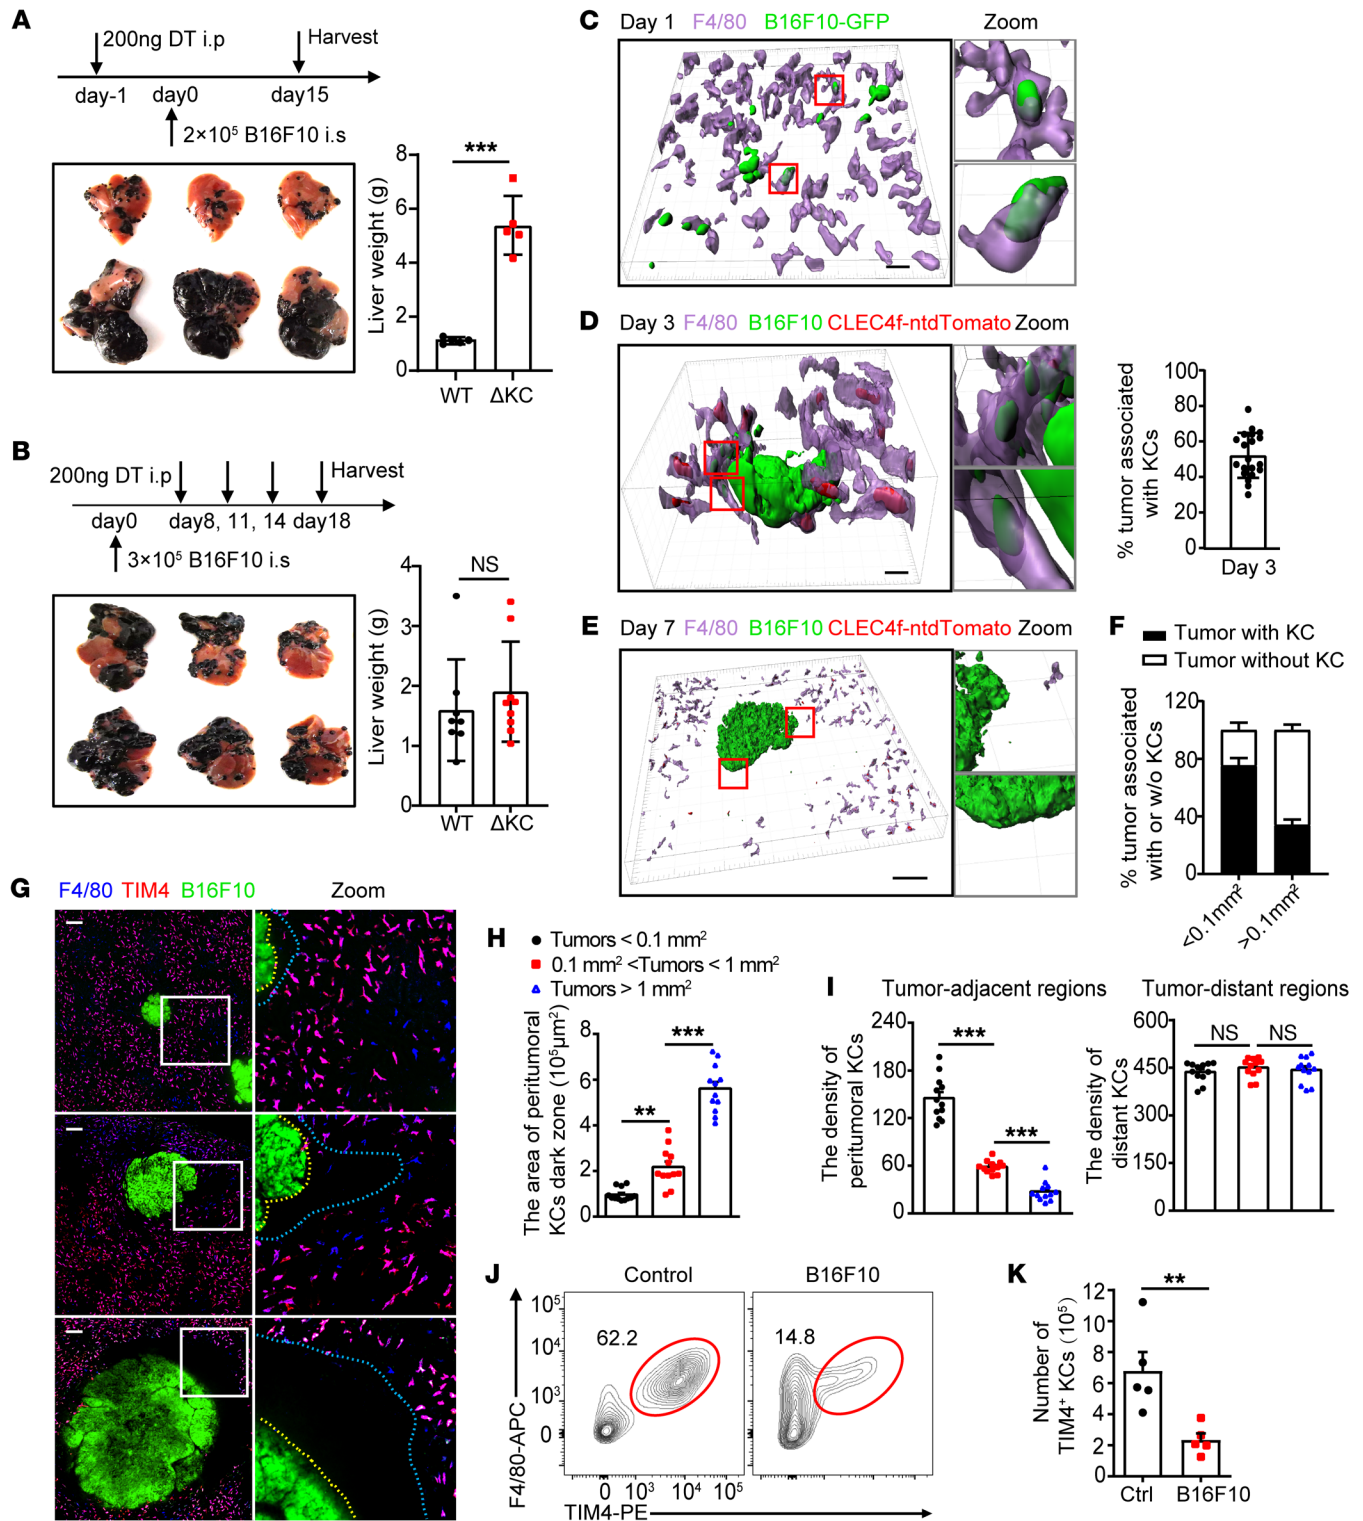 A
200ng DT i.p
Harvest
day-1
day0
day15
2×10⁵ B16F10 i.s
Liver weight (g)
8
6
4
2
0
***
WT
ΔKC
B
200ng DT i.p
Harvest
day0
day8, 11, 14
day18
3×10⁵ B16F10 i.s
Liver weight (g)
4
3
2
1
0
NS
WT
ΔKC
C
Day 1 F4/80 B16F10-GFP
Zoom
D
Day 3 F4/80 B16F10 CLEC4f-ntdTomato Zoom
% tumor associated
with KCs
100
80
60
40
20
0
Day 3
E
Day 7 F4/80 B16F10 CLEC4f-ntdTomato Zoom
F
Tumor with KC
Tumor without KC
% tumor associated
with or w/o KCs
120
80
40
0
<0.1mm²
>0.1mm²
G
F4/80 TIM4 B16F10
Zoom
H
Tumors < 0.1 mm²
0.1 mm² <Tumors < 1 mm²
Tumors > 1 mm²
The area of peritumoral
KCs dark zone (10⁵µm²)
8
6
4
2
0
**
***
I
Tumor-adjacent regions
The density of
peritumoral KCs
240
180
120
60
0
***
***
Tumor-distant regions
The density of
distant KCs
600
450
300
150
0
NS
NS
J
Control
B16F10
62.2
14.8
F4/80-APC
10⁵
10⁴
10³
0
0
10³
10⁴
10⁵
TIM4-PE
K
Number of
TIM4⁺ KCs (10⁵)
12
10
8
6
4
2
0
**
Ctrl
B16F10